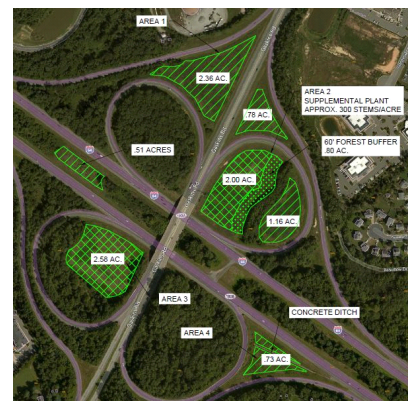 AREA 1
2.36 AC.
.78 AC.
AREA 2
SUPPLEMENTAL PLANT
APPROX. 300 STEMS/ACRE
.51 ACRES
60' FOREST BUFFER
.80 AC.
2.00 AC.
1.16 AC.
2.58 AC.
AREA 3
CONCRETE DITCH
AREA 4
.73 AC.